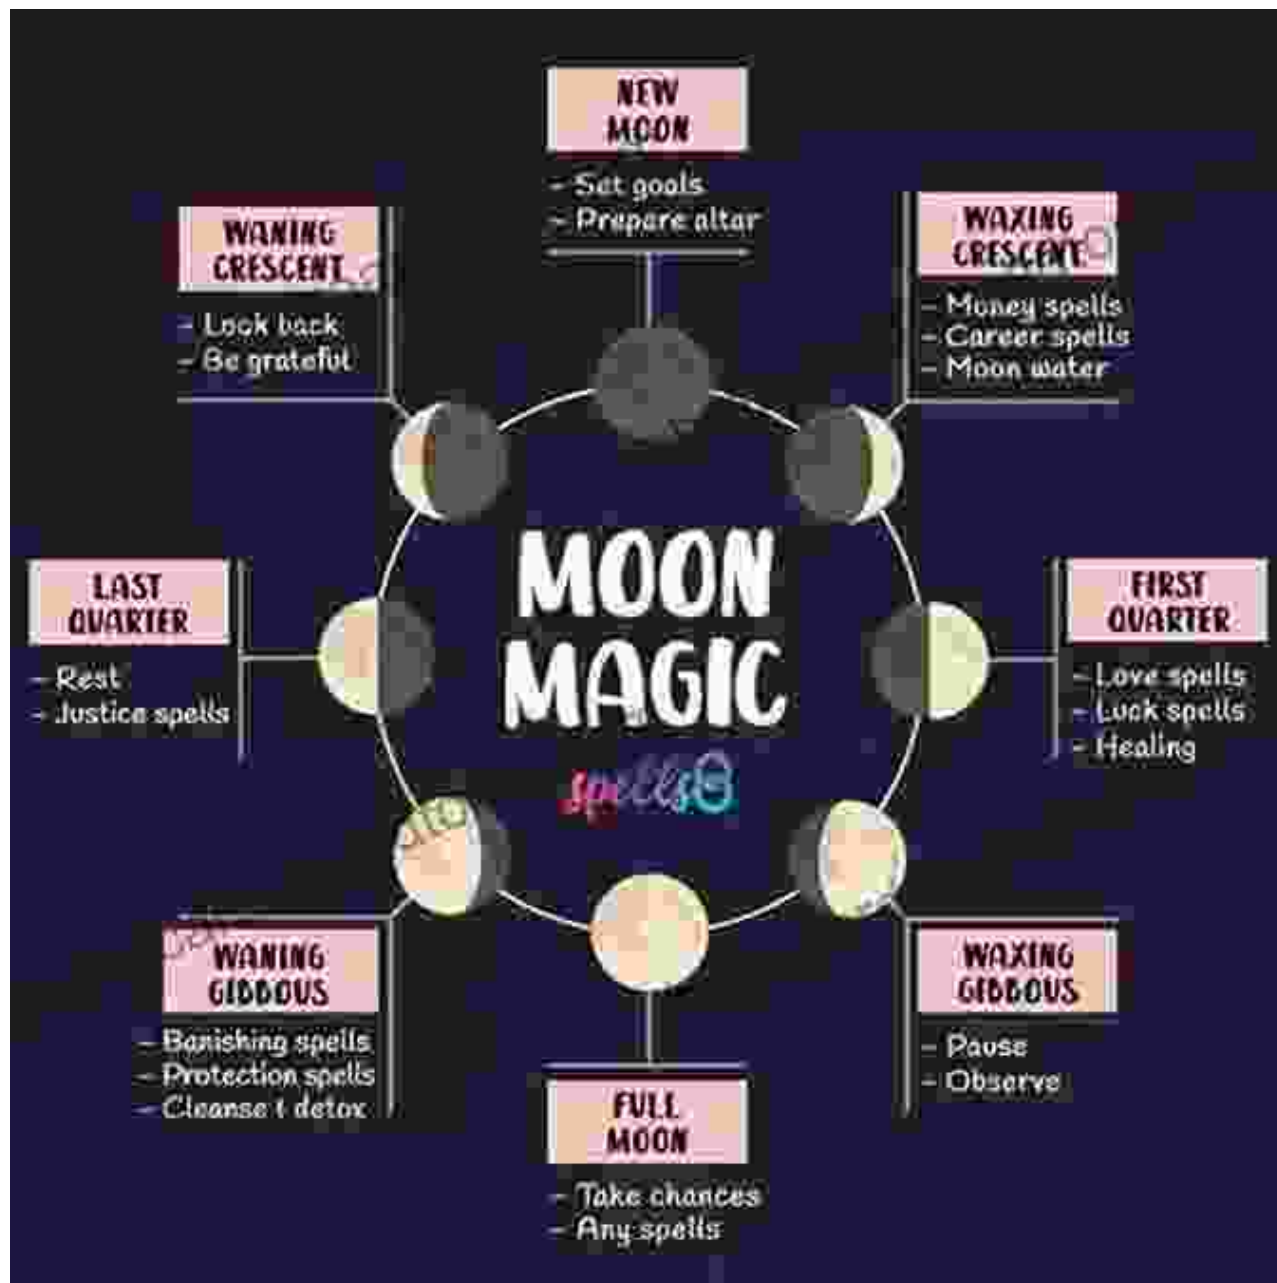 NEW
MOON
- Set goals
- Prepare altar
WAXING
CRESCENT
- Money spells
- Career spells
- Moon water
FIRST
QUARTER
- Love spells
- Luck spells
- Healing
WAXING
GIBBOUS
- Pause
- Observe
FULL
MOON
- Take chances
- Any spells
WANING
GIBBOUS
- Banishing spells
- Protection spells
- Cleanse & detox
LAST
QUARTER
- Rest
- Justice spells
WANING
CRESCENT
- Look back
- Be grateful
MOON
MAGIC
spells8